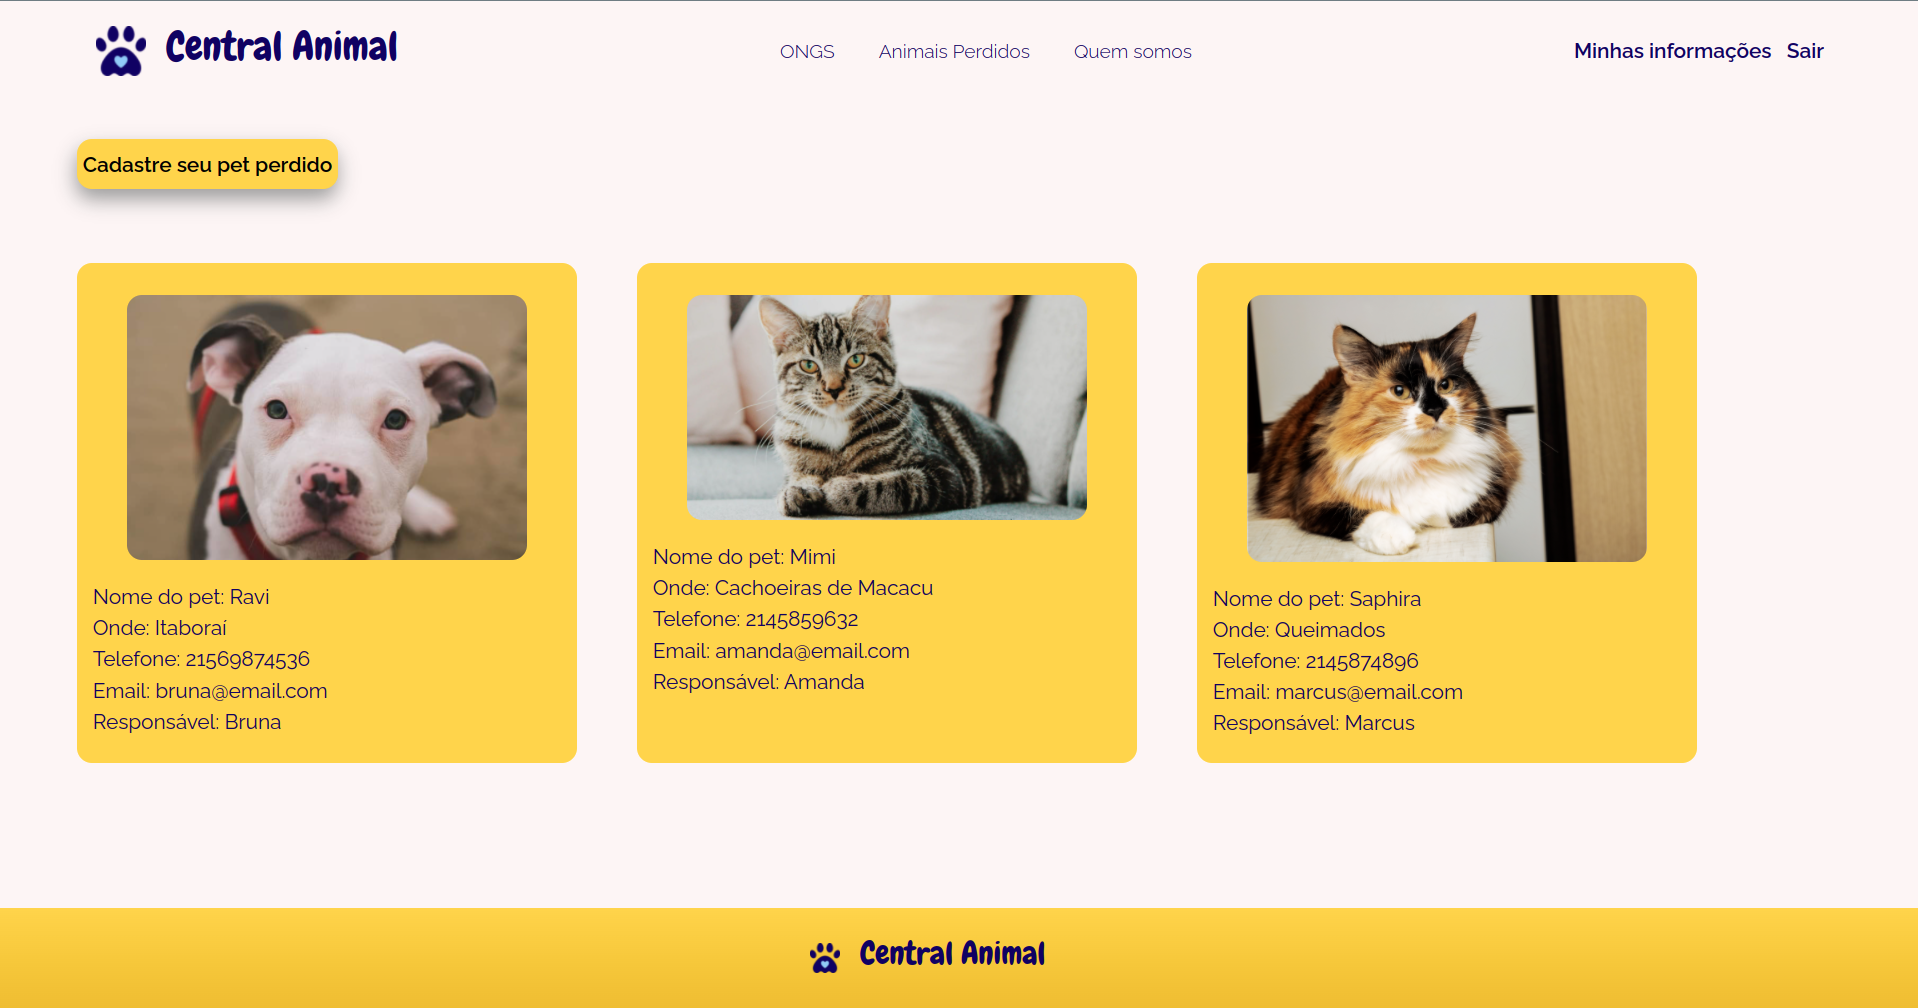 Central Animal
ONGS
Animais Perdidos
Quem somos
Minhas informações
Sair
Cadastre seu pet perdido
Nome do pet: Ravi
Onde: Itaboraí
Telefone: 21569874536
Email: bruna@email.com
Responsável: Bruna
Nome do pet: Mimi
Onde: Cachoeiras de Macacu
Telefone: 2145859632
Email: amanda@email.com
Responsável: Amanda
Nome do pet: Saphira
Onde: Queimados
Telefone: 2145874896
Email: marcus@email.com
Responsável: Marcus
Central Animal